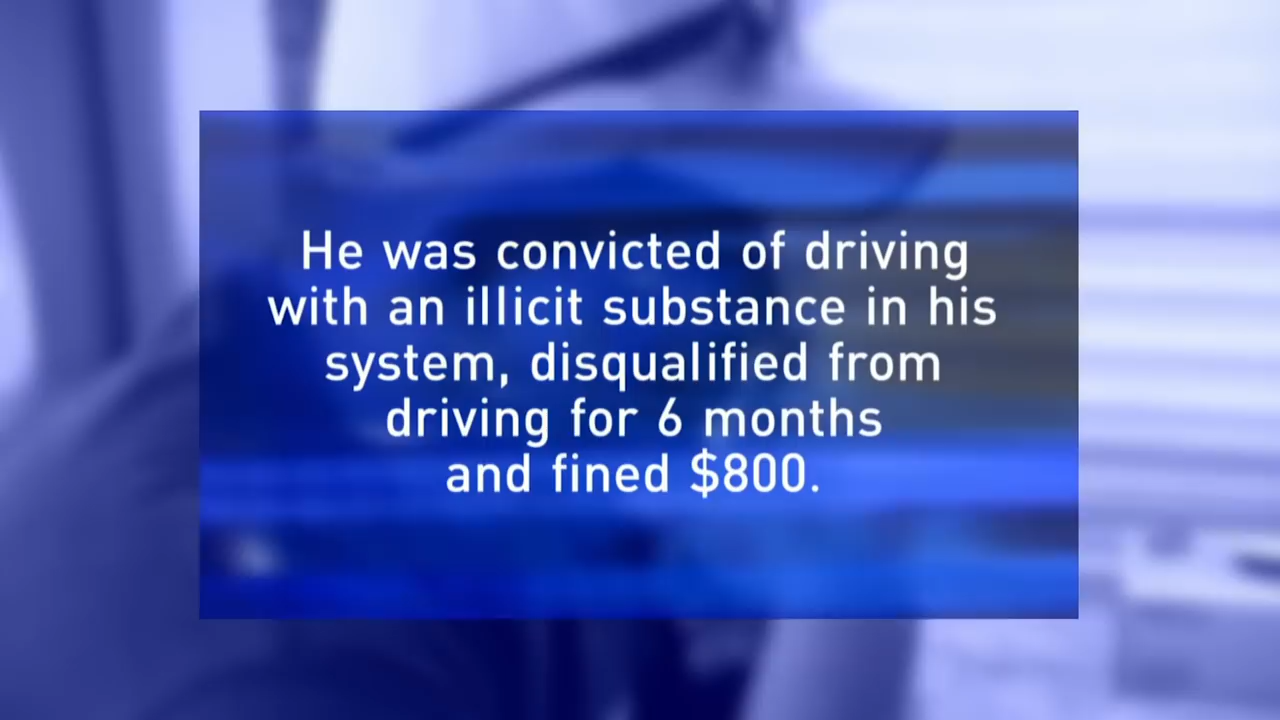 He was convicted of driving
with an illicit substance in his
system, disqualified from
driving for 6 months
and fined $800.